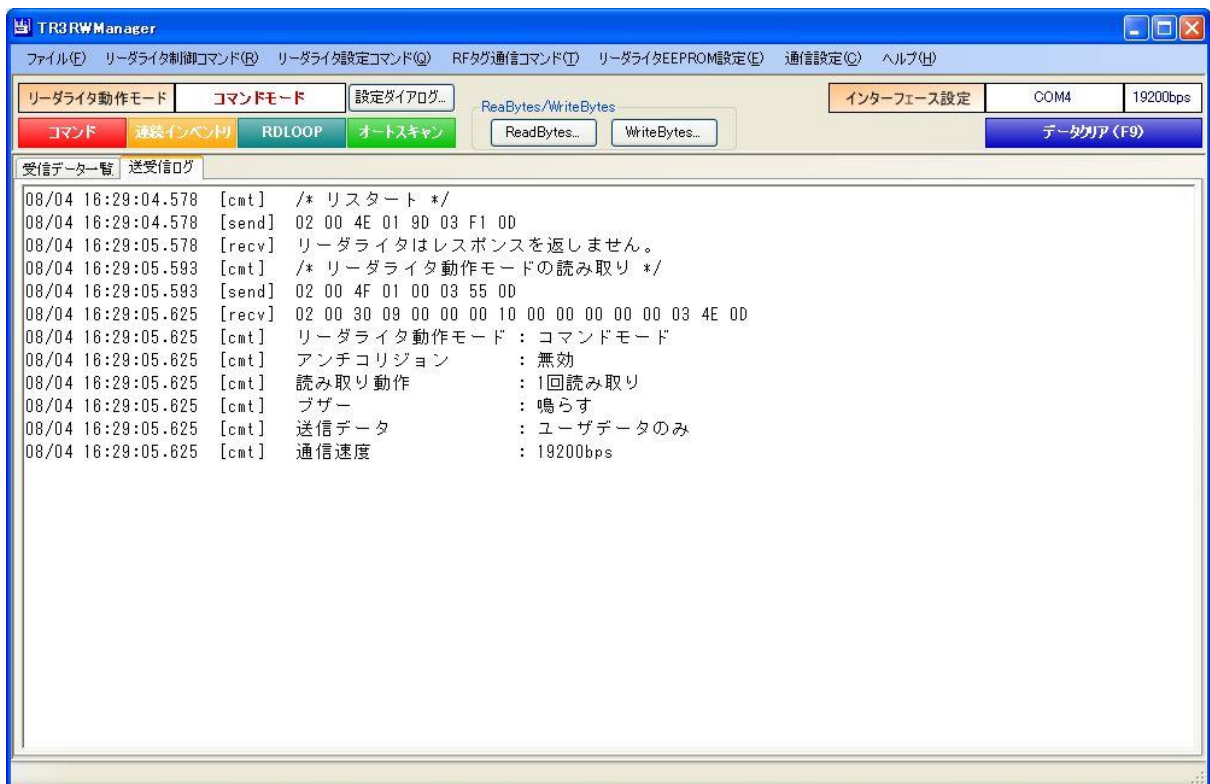 TR3RWManager
ファイル(F) リーダライタ制御コマンド(R) リーダライタ設定コマンド(Q) RFタグ通信コマンド(T) リーダライタEEPROM設定(E) 通信設定(C) ヘルプ(H)
リーダライタ動作モード コマンドモード 設定ダイアログ... ReaBytes/WriteBytes インターフェース設定 COM4 19200bps
コマンド 連続インベントリ RDLOOP オートスキャン ReadBytes... WriteBytes... データクリア(F9)
受信データ一覧 送受信ログ
08/04 16:29:04.578 [cmt] /* リスタート */
08/04 16:29:04.578 [send] 02 00 4E 01 9D 03 F1 0D
08/04 16:29:05.578 [recv] リーダライタはレスポンスを返しません。
08/04 16:29:05.593 [cmt] /* リーダライタ動作モードの読み取り */
08/04 16:29:05.593 [send] 02 00 4F 01 00 03 55 0D
08/04 16:29:05.625 [recv] 02 00 30 09 00 00 00 10 00 00 00 00 00 03 4E 0D
08/04 16:29:05.625 [cmt] リーダライタ動作モード : コマンドモード
08/04 16:29:05.625 [cmt] アンチコリジョン : 無効
08/04 16:29:05.625 [cmt] 読み取り動作 : 1回読み取り
08/04 16:29:05.625 [cmt] ブザー : 鳴らす
08/04 16:29:05.625 [cmt] 送信データ : ユーザデータのみ
08/04 16:29:05.625 [cmt] 通信速度 : 19200bps